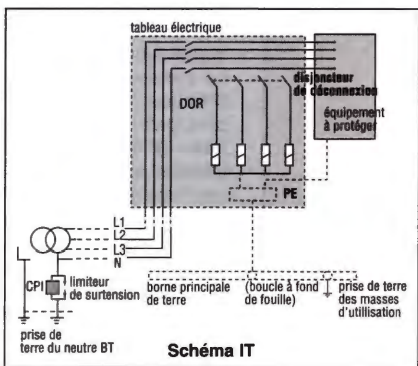 tableau électrique
disjoncteur
de déconnexion
DOR
équipement
à protéger
PE
L1
L2
L3
N
CPI
limiteur
de surtension
borne principale
de terre
(boucle à fond
de fouille)
prise de terre
des masses
d'utillisation
prise de
terre du neutre BT
Schéma IT